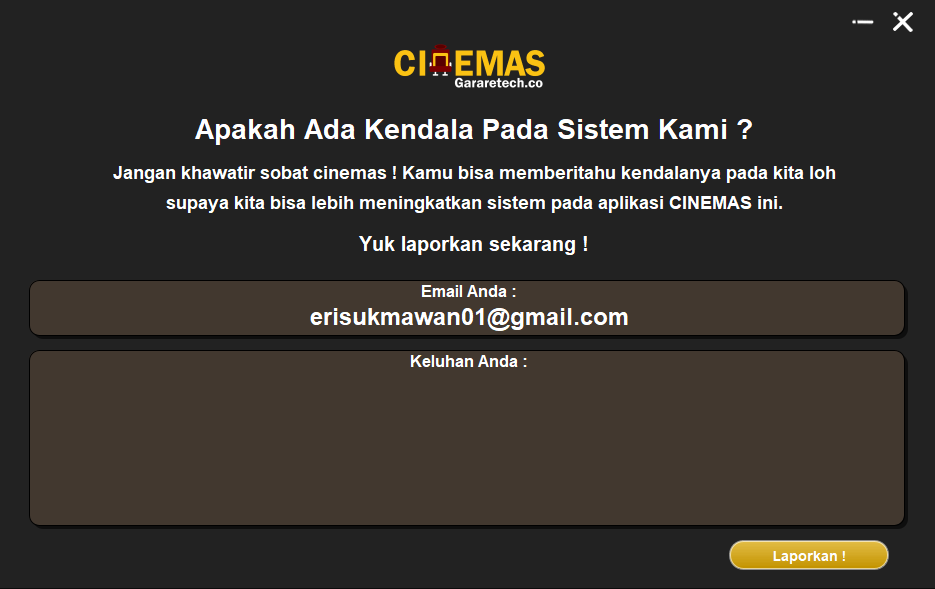 CINEMAS
Gararetech.co
Apakah Ada Kendala Pada Sistem Kami ?
Jangan khawatir sobat cinemas ! Kamu bisa memberitahu kendalanya pada kita loh
supaya kita bisa lebih meningkatkan sistem pada aplikasi CINEMAS ini.
Yuk laporkan sekarang !
Email Anda :
erisukmawan01@gmail.com
Keluhan Anda :
Laporkan !